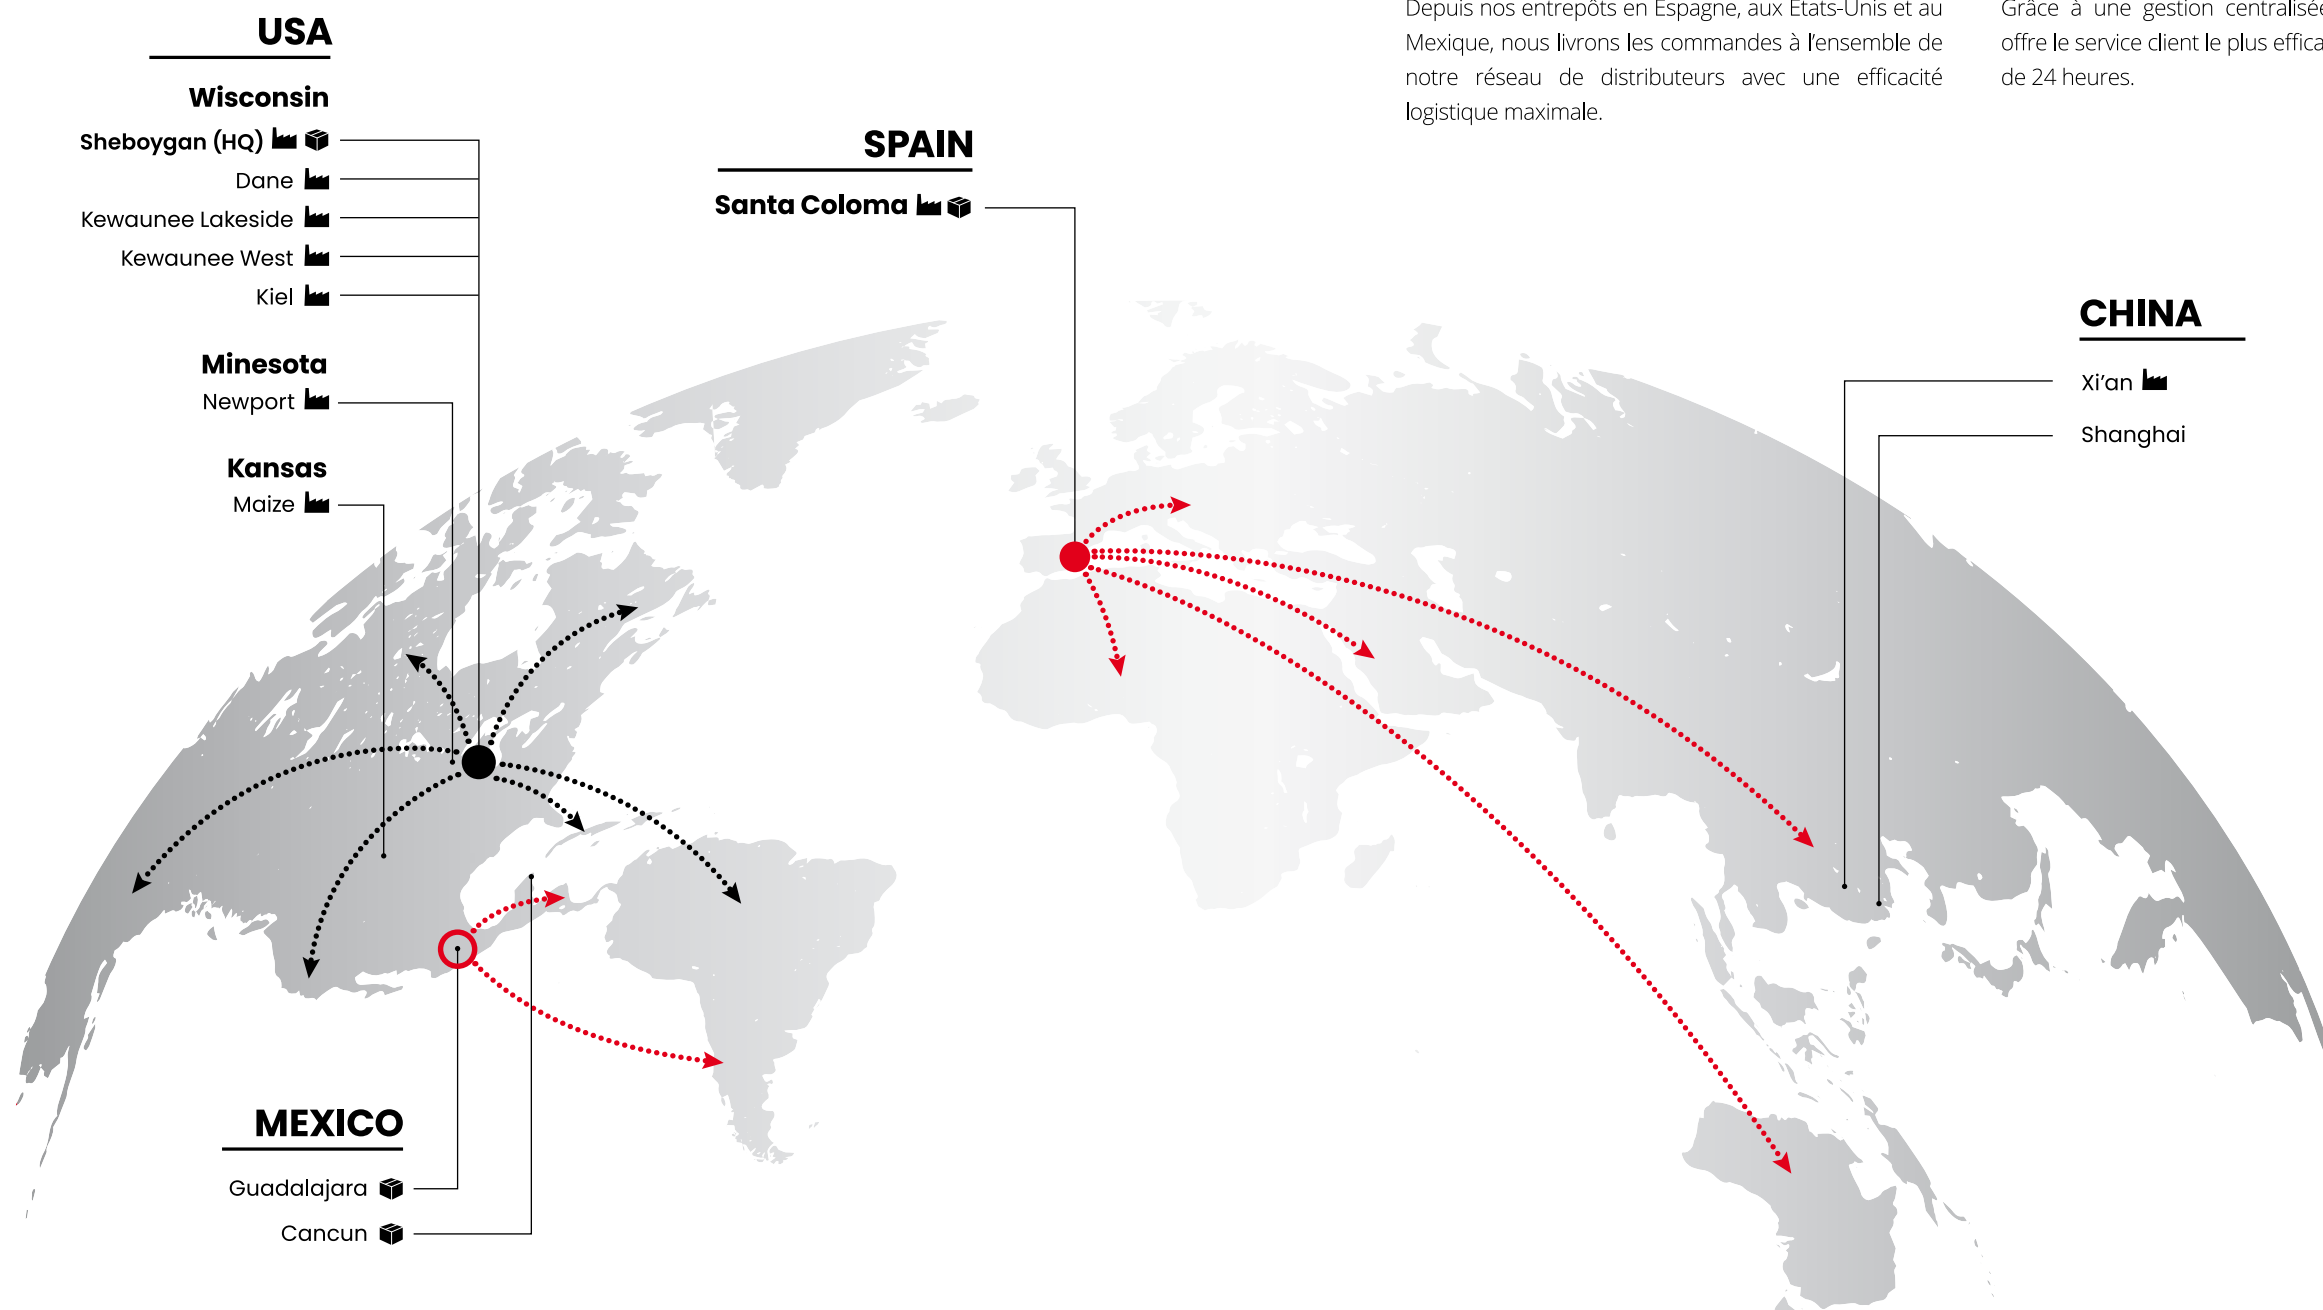 Depuis nos entrepôts en Espagne, aux États-Unis et au
Mexique, nous livrons les commandes à l'ensemble de
notre réseau de distributeurs avec une efficacité
logistique maximale.
Grâce à une gestion centralisée
offre le service client le plus effica
de 24 heures.
USA
Wisconsin
Sheboygan (HQ)
Dane
Kewaunee Lakeside
Kewaunee West
Kiel
Minesota
Newport
Kansas
Maize
SPAIN
Santa Coloma
CHINA
Xi'an
Shanghai
MEXICO
Guadalajara
Cancun